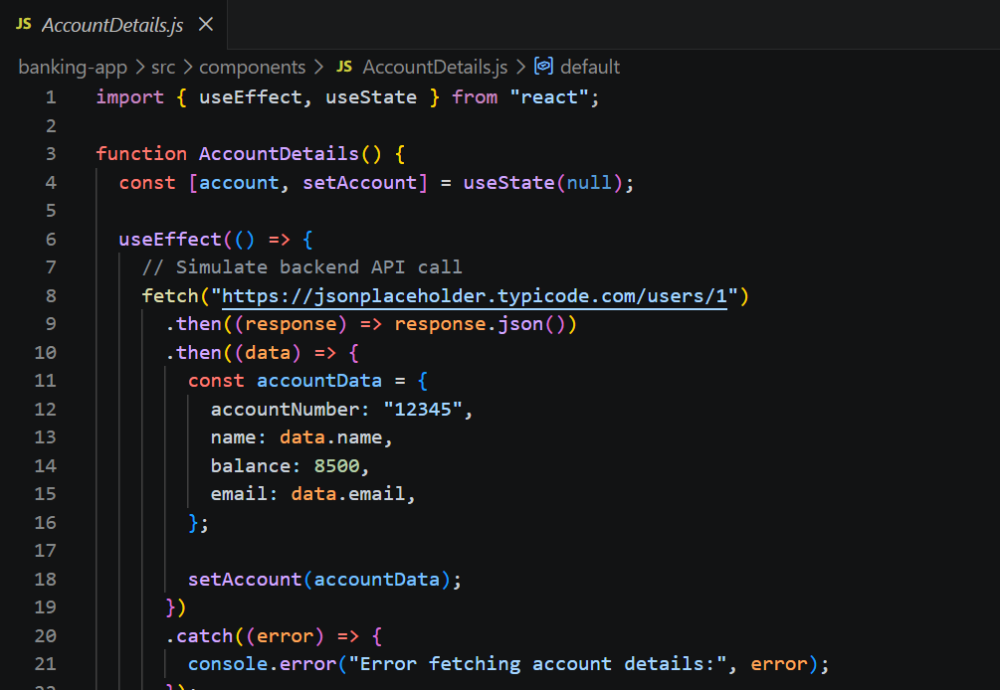 JS AccountDetails.js ×
banking-app > src > components > JS AccountDetails.js > default
1 import { useEffect, useState } from "react";
2
3 function AccountDetails() {
4 const [account, setAccount] = useState(null);
5
6 useEffect(() => {
7 // Simulate backend API call
8 fetch("https://jsonplaceholder.typicode.com/users/1")
9 .then((response) => response.json())
10 .then((data) => {
11 const accountData = {
12 accountNumber: "12345",
13 name: data.name,
14 balance: 8500,
15 email: data.email,
16 };
17
18 setAccount(accountData);
19 })
20 .catch((error) => {
21 console.error("Error fetching account details:", error);
22 });